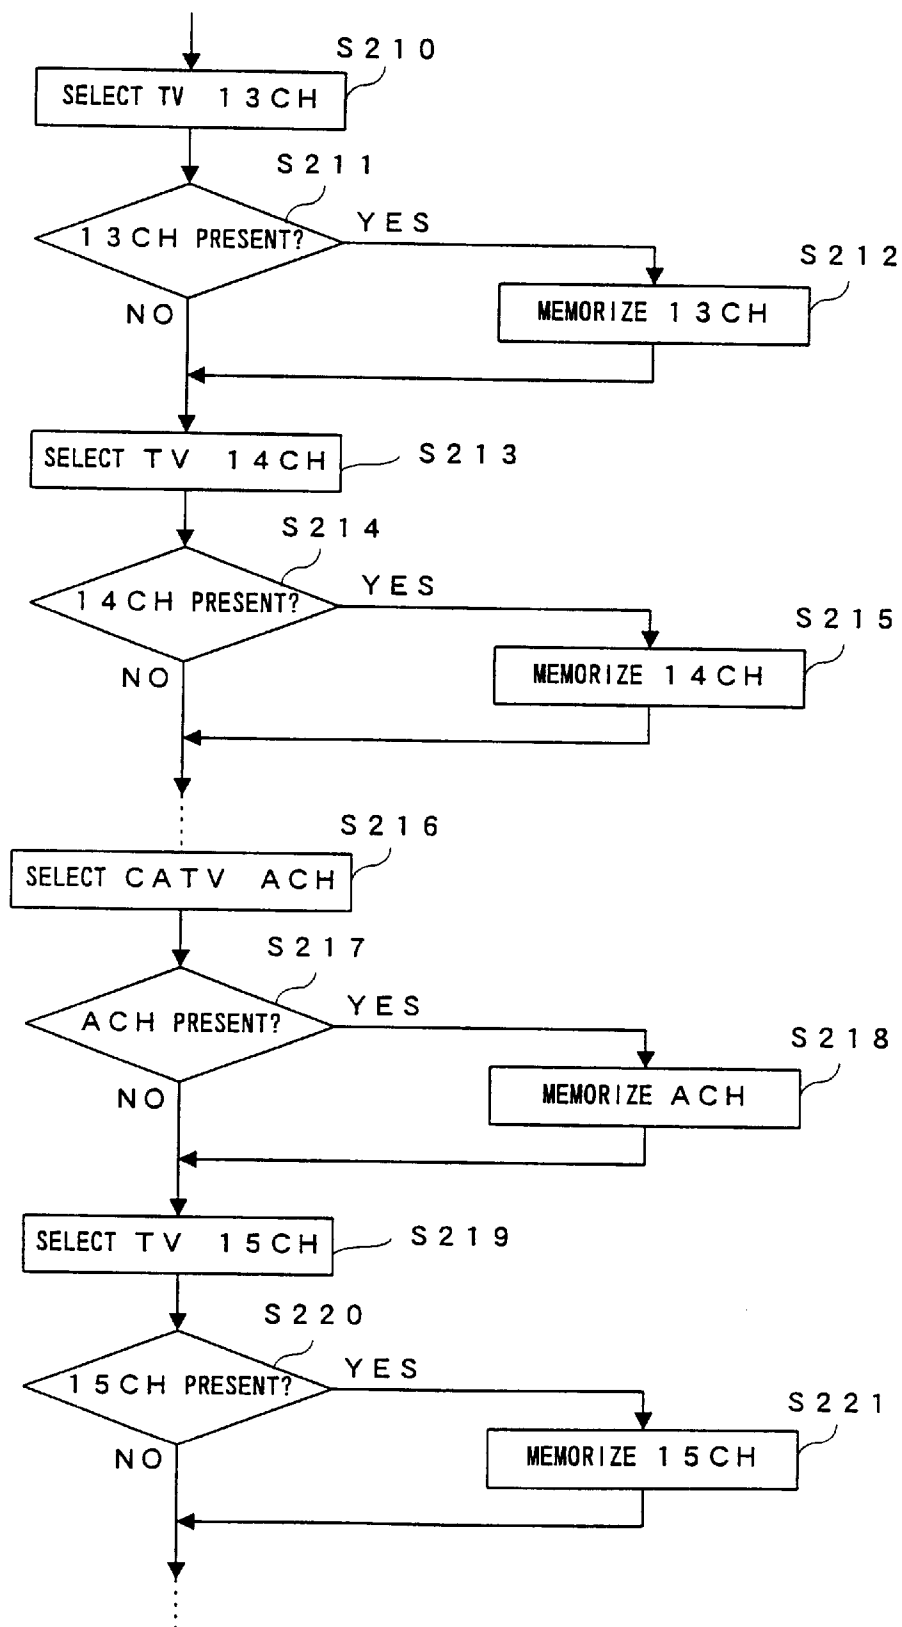 S210
SELECT TV 13CH
S211
13CH PRESENT?
YES
S212
MEMORIZE 13CH
NO
SELECT TV 14CH
S213
S214
14CH PRESENT?
YES
S215
MEMORIZE 14CH
NO
S216
SELECT CATV ACH
S217
ACH PRESENT?
YES
S218
MEMORIZE ACH
NO
SELECT TV 15CH
S219
S220
15CH PRESENT?
YES
S221
MEMORIZE 15CH
NO